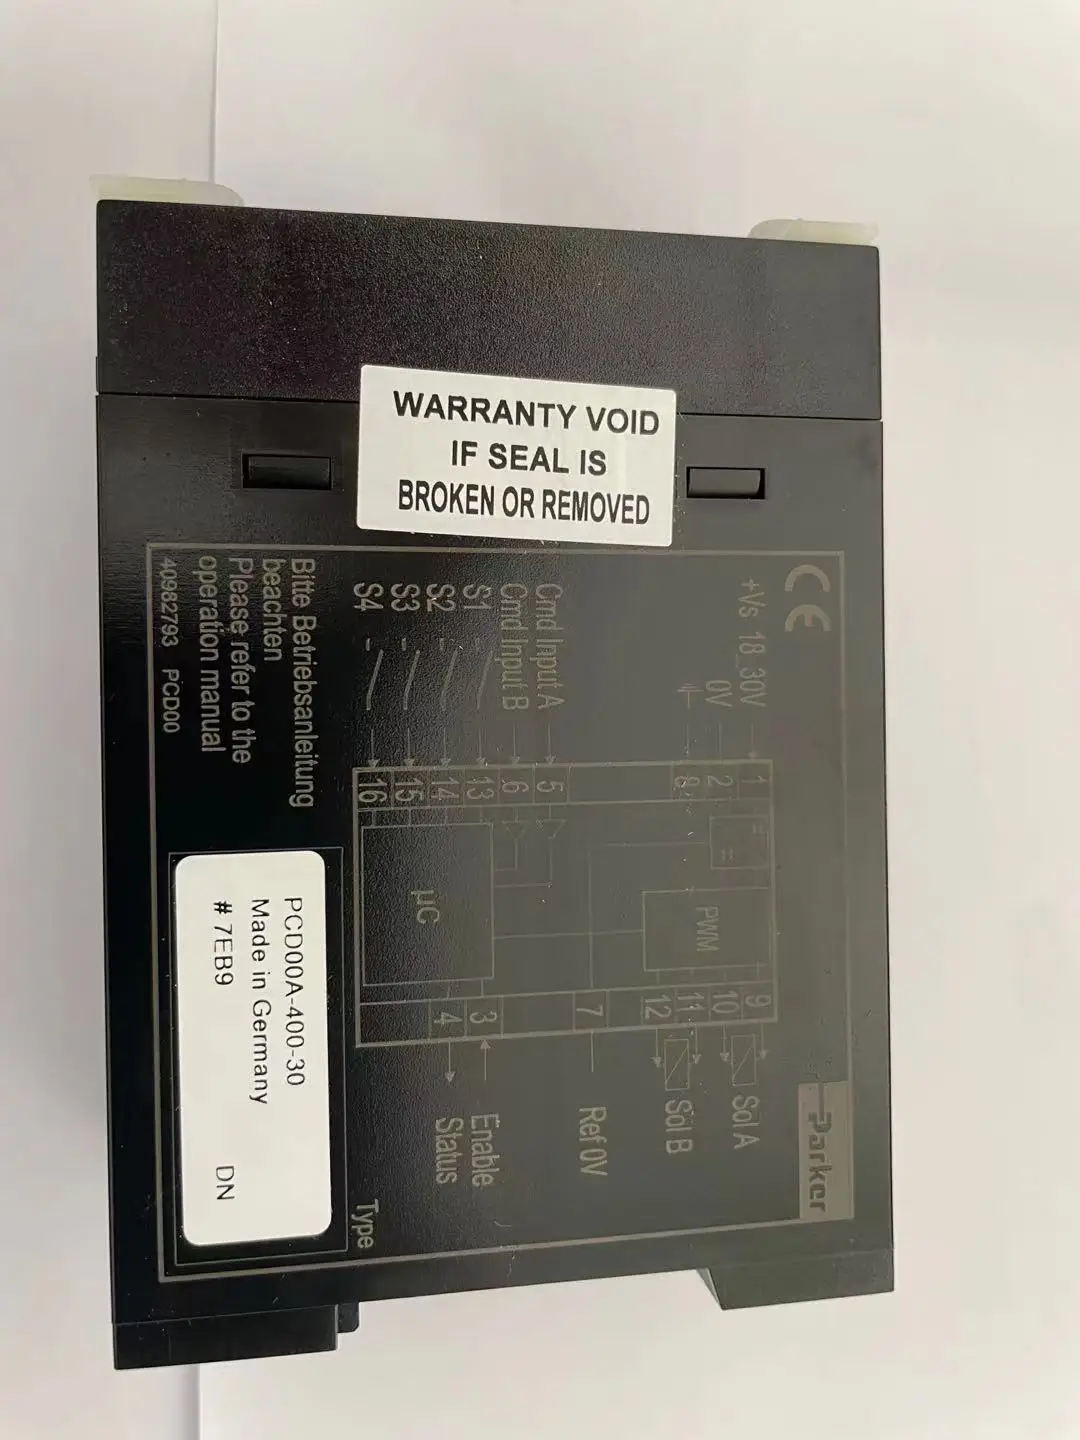 WARRANTY VOID
IF SEAL IS
BROKEN OR REMOVED
CE
Parker
+Vs 18_30V
0V
1
2
8
PWM
9
10
11
12
Sol A
Sol B
7
Ref 0V
Cmd Input A
Cmd Input B
5
6
S1
S2
S3
S4
13
14
15
16
µC
3
4
Enable
Status
Bitte Betriebsanleitung
beachten
Please refer to the
operation manual
40982793 PCD00
Type
PCD00A-400-30
Made in Germany
# 7EB9 DN